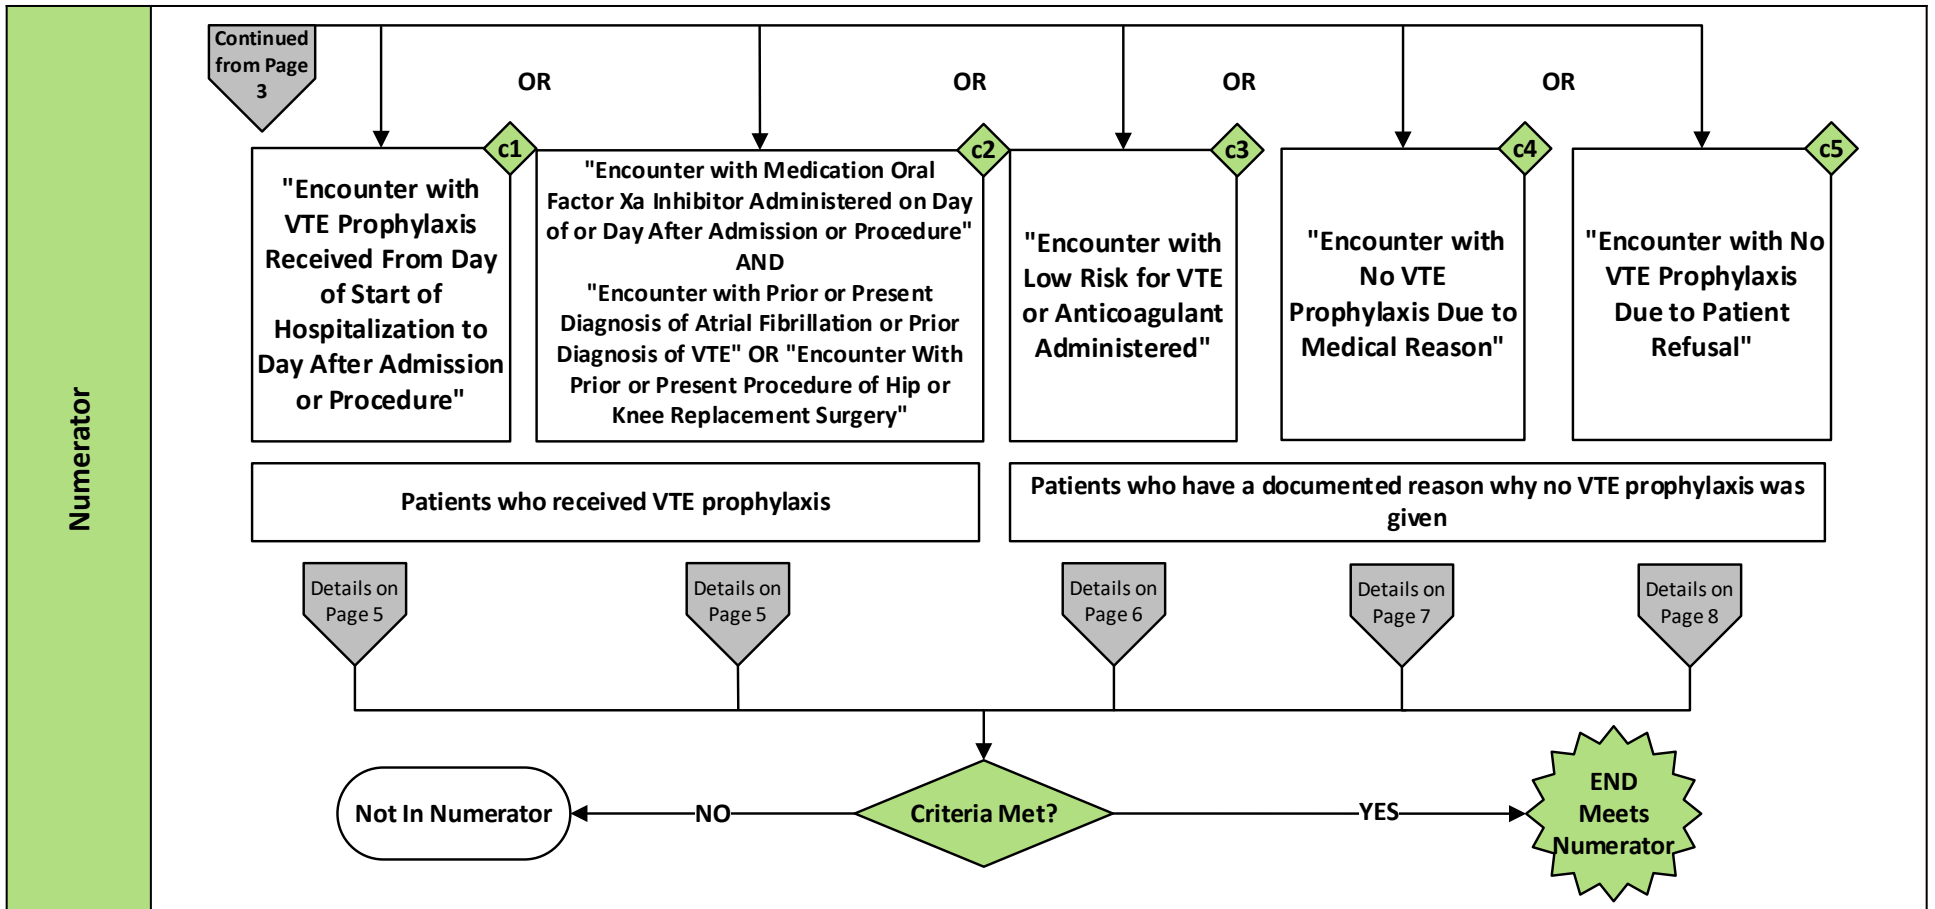 Numerator
Continued
from Page
3
OR
OR
OR
OR
c1
c2
c3
c4
c5
"Encounter with
VTE Prophylaxis
Received From Day
of Start of
Hospitalization to
Day After Admission
or Procedure"
"Encounter with Medication Oral
Factor Xa Inhibitor Administered on Day
of or Day After Admission or Procedure"
AND
"Encounter with Prior or Present
Diagnosis of Atrial Fibrillation or Prior
Diagnosis of VTE" OR "Encounter With
Prior or Present Procedure of Hip or
Knee Replacement Surgery"
"Encounter with
Low Risk for VTE
or Anticoagulant
Administered"
"Encounter with
No VTE
Prophylaxis Due to
Medical Reason"
"Encounter with No
VTE Prophylaxis
Due to Patient
Refusal"
Patients who received VTE prophylaxis
Patients who have a documented reason why no VTE prophylaxis was
given
Details on
Page 5
Details on
Page 5
Details on
Page 6
Details on
Page 7
Details on
Page 8
Not In Numerator
NO
Criteria Met?
YES
END
Meets
Numerator